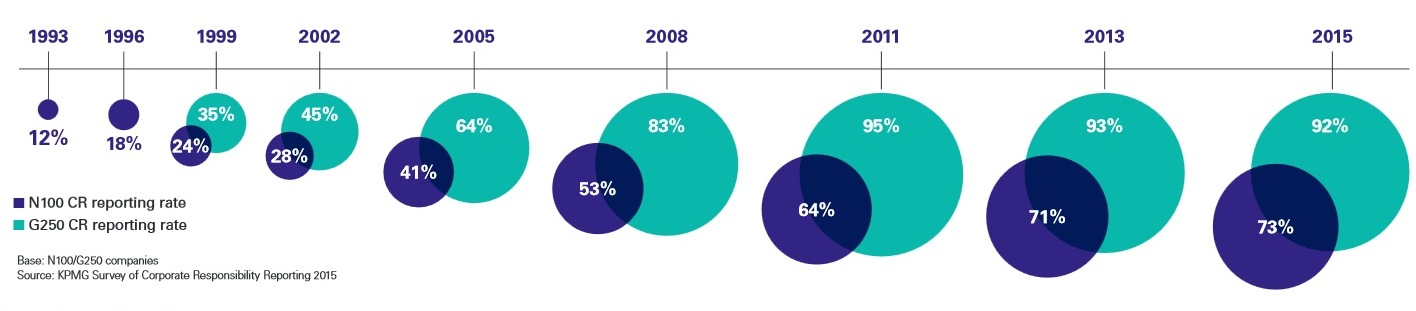 1993 1996 1999 2002 2005 2008 2011 2013 2015
35% 45% 64% 83% 95% 93% 92%
12% 18% 24% 28% 41% 53% 64% 71% 73%
N100 CR reporting rate
G250 CR reporting rate
Base: N100/G250 companies
Source: KPMG Survey of Corporate Responsibility Reporting 2015